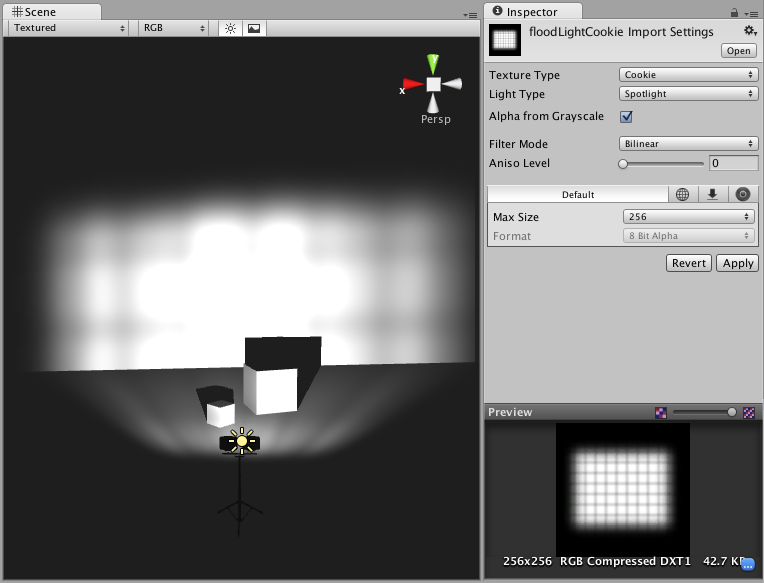 Scene
Textured
RGB
y
x
Persp
Inspector
floodLightCookie Import Settings
Open
Texture Type
Cookie
Light Type
Spotlight
Alpha from Grayscale
Filter Mode
Bilinear
Aniso Level
0
Default
Max Size
256
Format
8 Bit Alpha
Revert
Apply
Preview
256x256 RGB Compressed DXT1 42.7